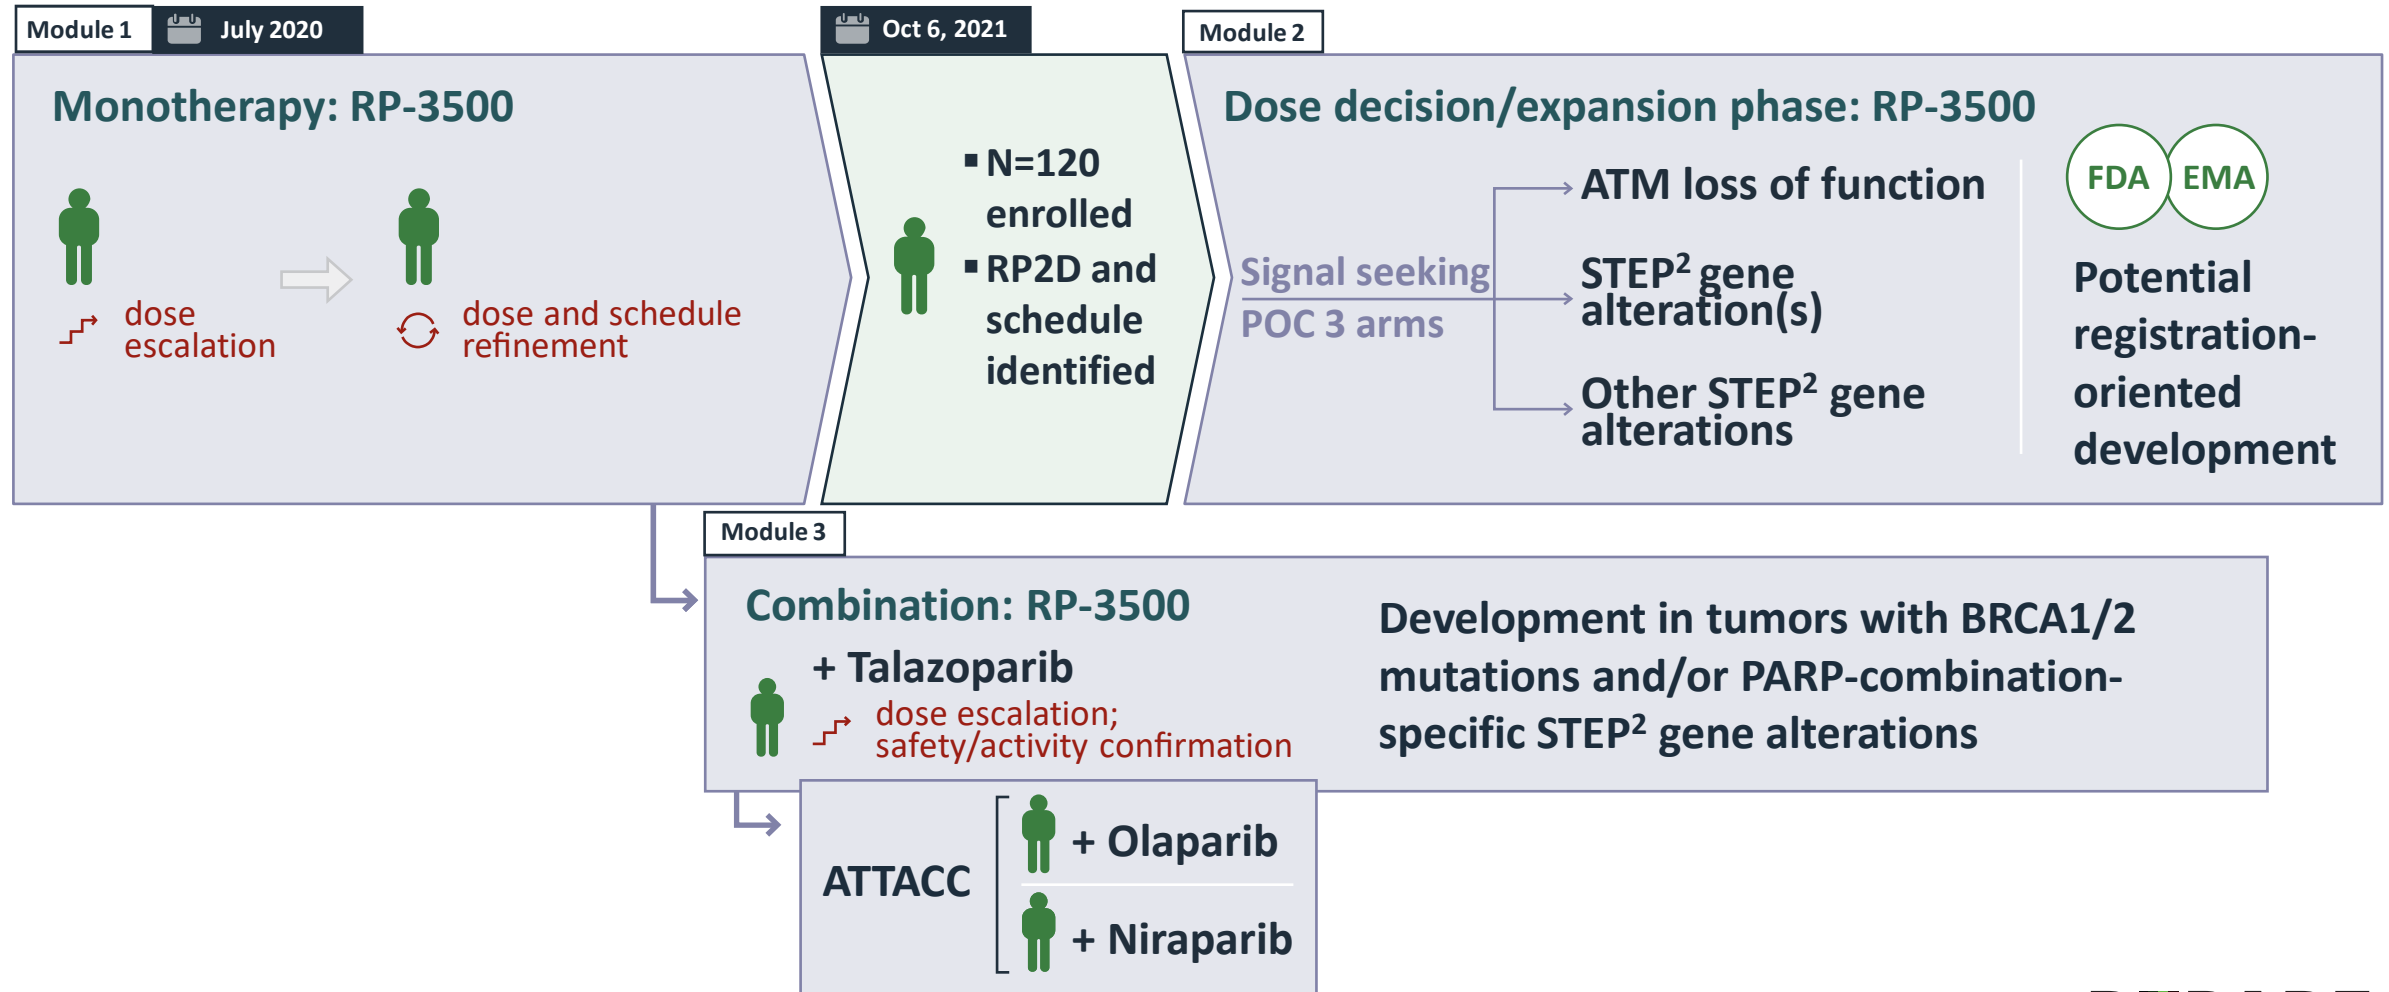 Module 1
July 2020
Oct 6, 2021
Module 2
Monotherapy: RP-3500
dose
escalation
dose and schedule
refinement
▪ N=120
enrolled
▪ RP2D and
schedule
identified
Dose decision/expansion phase: RP-3500
Signal seeking
POC 3 arms
ATM loss of function
STEP² gene
alteration(s)
Other STEP² gene
alterations
FDA EMA
Potential
registration-
oriented
development
Module 3
Combination: RP-3500
+ Talazoparib
dose escalation;
safety/activity confirmation
Development in tumors with BRCA1/2
mutations and/or PARP-combination-
specific STEP² gene alterations
ATTACC
+ Olaparib
+ Niraparib